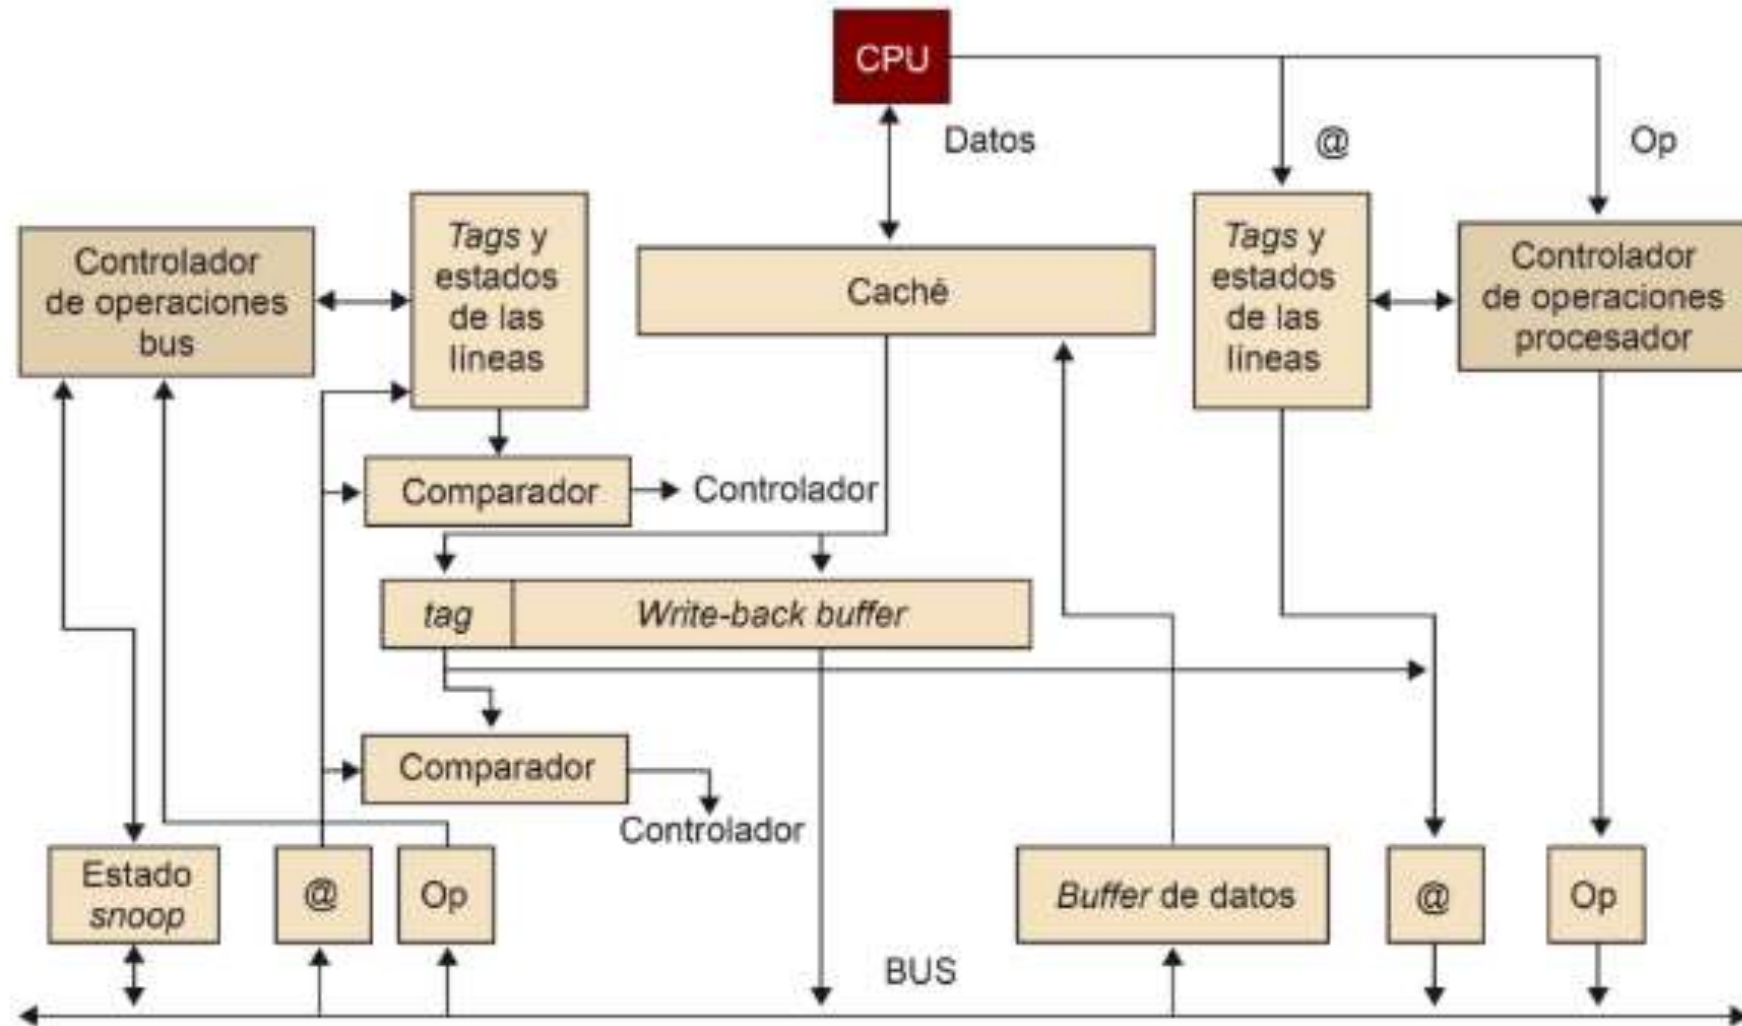 CPU
Datos
@
Op
Controlador
de operaciones
bus
Tags y
estados
de las
líneas
Caché
Tags y
estados
de las
líneas
Controlador
de operaciones
procesador
Comparador
Controlador
tag
Write-back buffer
Comparador
Controlador
Estado
snoop
@
Op
Buffer de datos
@
Op
BUS